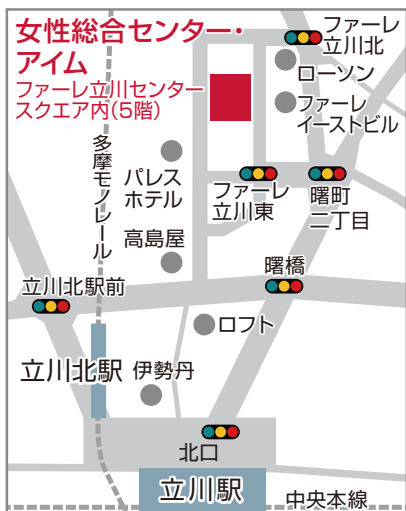 女性総合センター・
アイム
ファーレ立川センター
スクエア内(5階)
ファーレ
立川北
ローソン
ファーレ
イーストビル
多摩モノレール
パレス
ホテル
ファーレ
立川東
曙町
二丁目
高島屋
曙橋
立川北駅前
ロフト
立川北駅
伊勢丹
北口
立川駅
中央本線